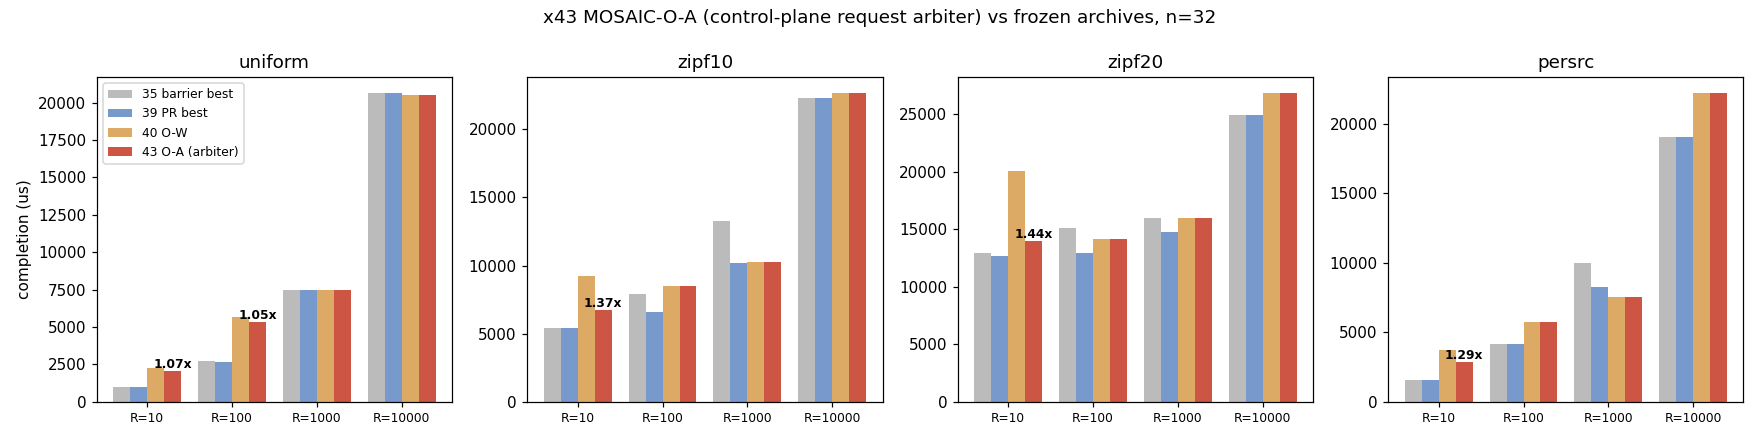 x43 MOSAIC-O-A (control-plane request arbiter) vs frozen archives, n=32
uniform
completion (us)
20000
17500
15000
12500
10000
7500
5000
2500
0
35 barrier best
39 PR best
40 O-W
43 O-A (arbiter)
1.07x
1.05x
R=10
R=100
R=1000
R=10000
zipf10
20000
15000
10000
5000
0
1.37x
R=10
R=100
R=1000
R=10000
zipf20
25000
20000
15000
10000
5000
0
1.44x
R=10
R=100
R=1000
R=10000
persrc
20000
15000
10000
5000
0
1.29x
R=10
R=100
R=1000
R=10000